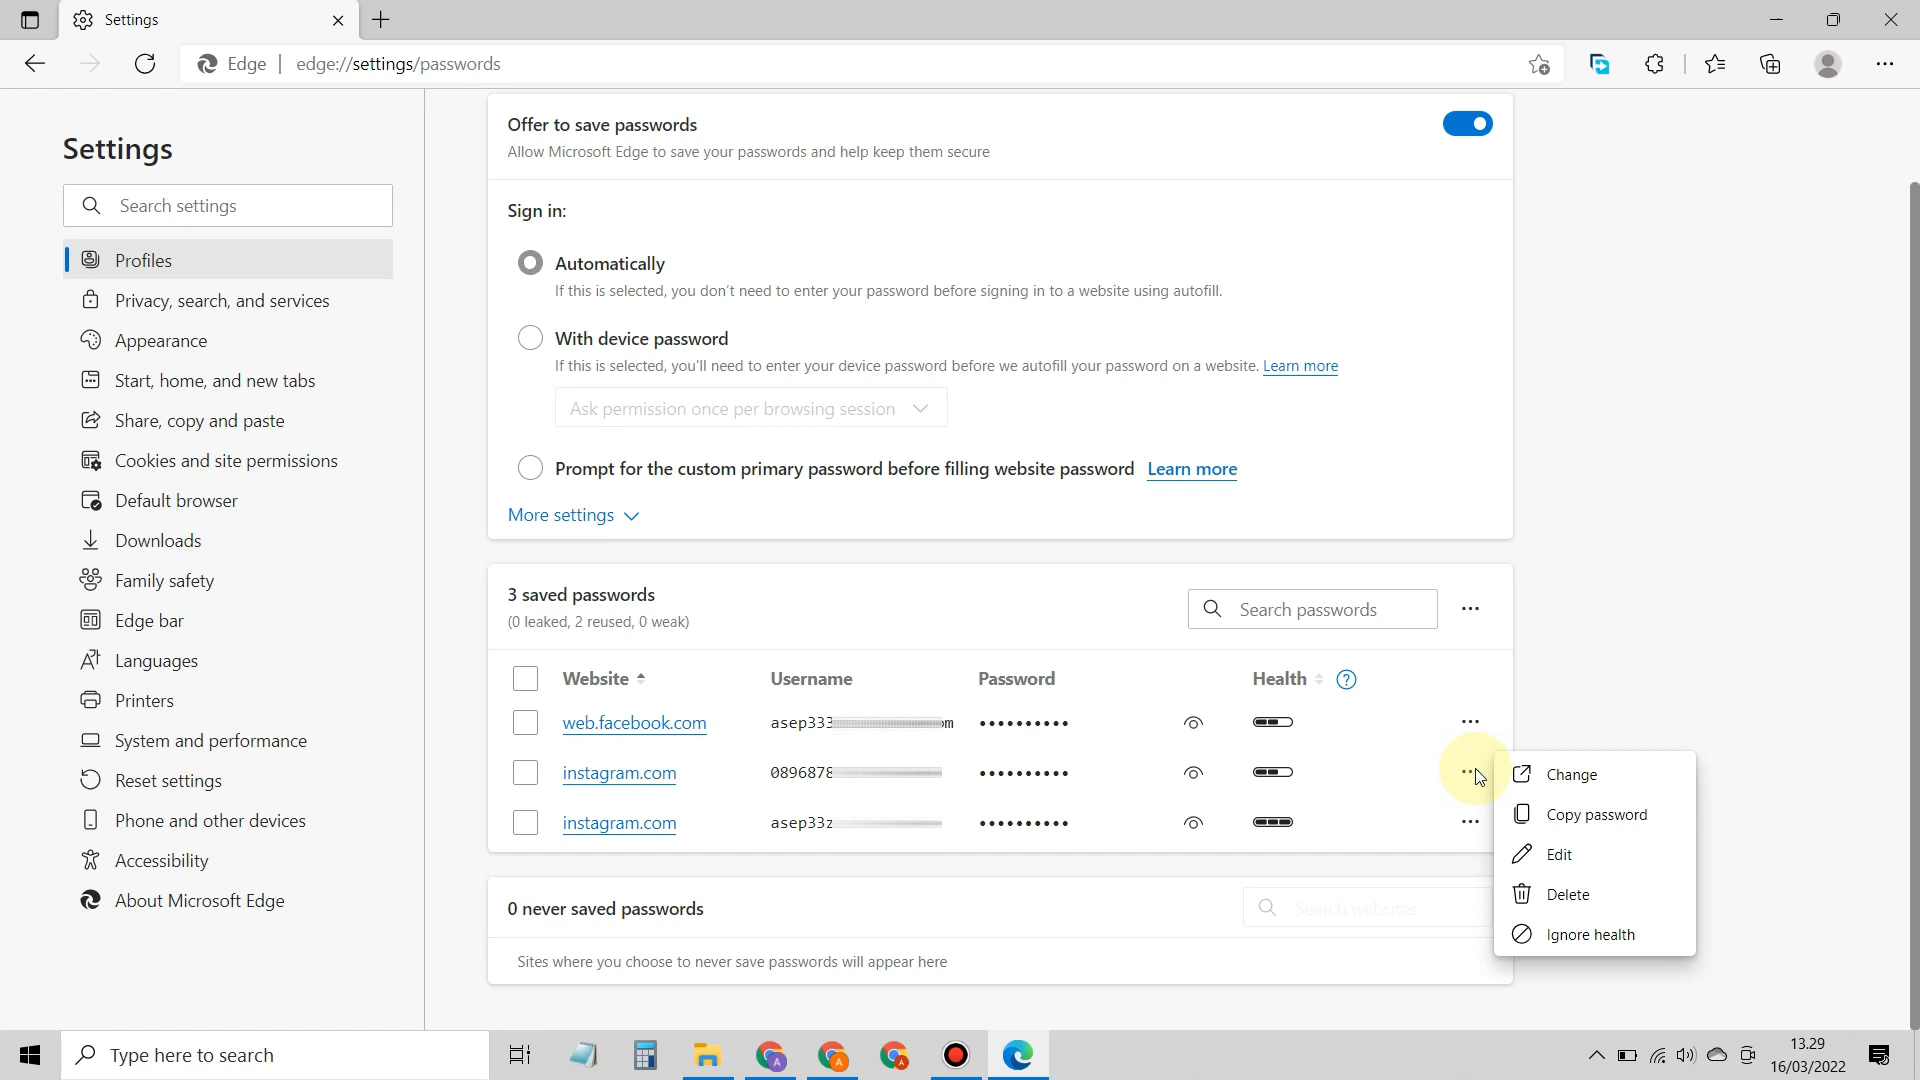 Settings
Edge
edge://settings/passwords
Settings
Search settings
Profiles
Privacy, search, and services
Appearance
Start, home, and new tabs
Share, copy and paste
Cookies and site permissions
Default browser
Downloads
Family safety
Edge bar
Languages
Printers
System and performance
Reset settings
Phone and other devices
Accessibility
About Microsoft Edge
Offer to save passwords
Allow Microsoft Edge to save your passwords and help keep them secure
Sign in:
Automatically
If this is selected, you don't need to enter your password before signing in to a website using autofill.
With device password
If this is selected, you'll need to enter your device password before we autofill your password on a website. Learn more
Ask permission once per browsing session
Prompt for the custom primary password before filling website password Learn more
More settings
3 saved passwords
(0 leaked, 2 reused, 0 weak)
Search passwords
Website Username Password Health
web.facebook.com asep333 m ••••••••••
instagram.com 0896878 ••••••••••
instagram.com asep33z ••••••••••
Change
Copy password
Edit
Delete
Ignore health
0 never saved passwords
Search websites
Sites where you choose to never save passwords will appear here
Type here to search
13.29
16/03/2022